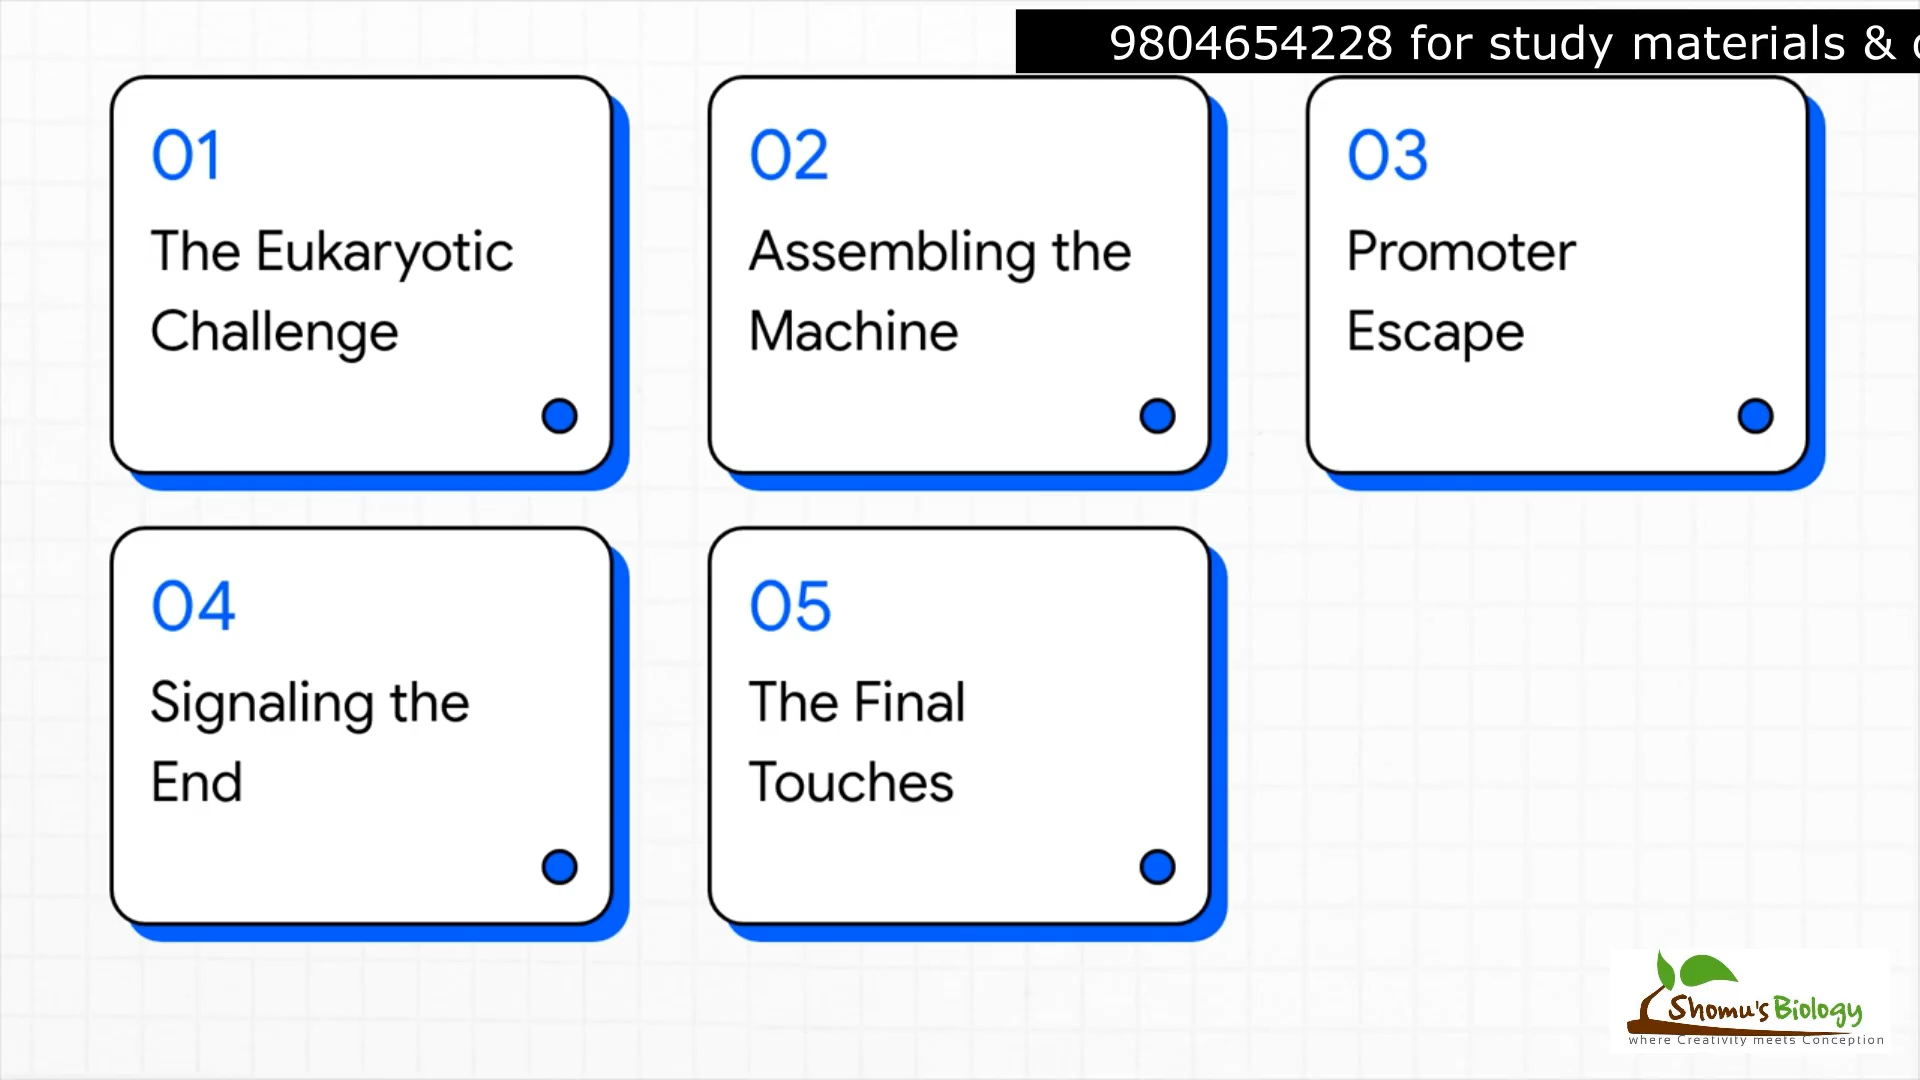 9804654228 for study materials &
01
The Eukaryotic
Challenge
02
Assembling the
Machine
03
Promoter
Escape
04
Signaling the
End
05
The Final
Touches
Shomu's Biology
where Creativity meets Conception